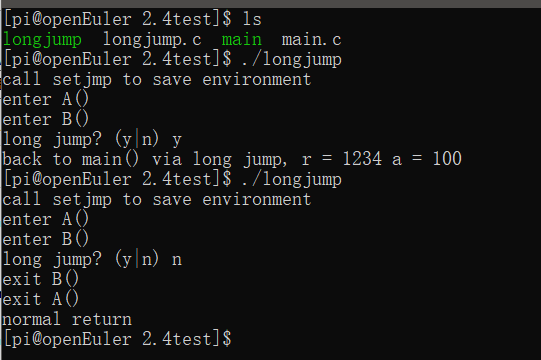 [pi@openEuler 2.4test]$ ls
longjump longjump.c main main.c
[pi@openEuler 2.4test]$ ./longjump
call setjmp to save environment
enter A()
enter B()
long jump? (y|n) y
back to main() via long jump, r = 1234 a = 100
[pi@openEuler 2.4test]$ ./longjump
call setjmp to save environment
enter A()
enter B()
long jump? (y|n) n
exit B()
exit A()
normal return
[pi@openEuler 2.4test]$